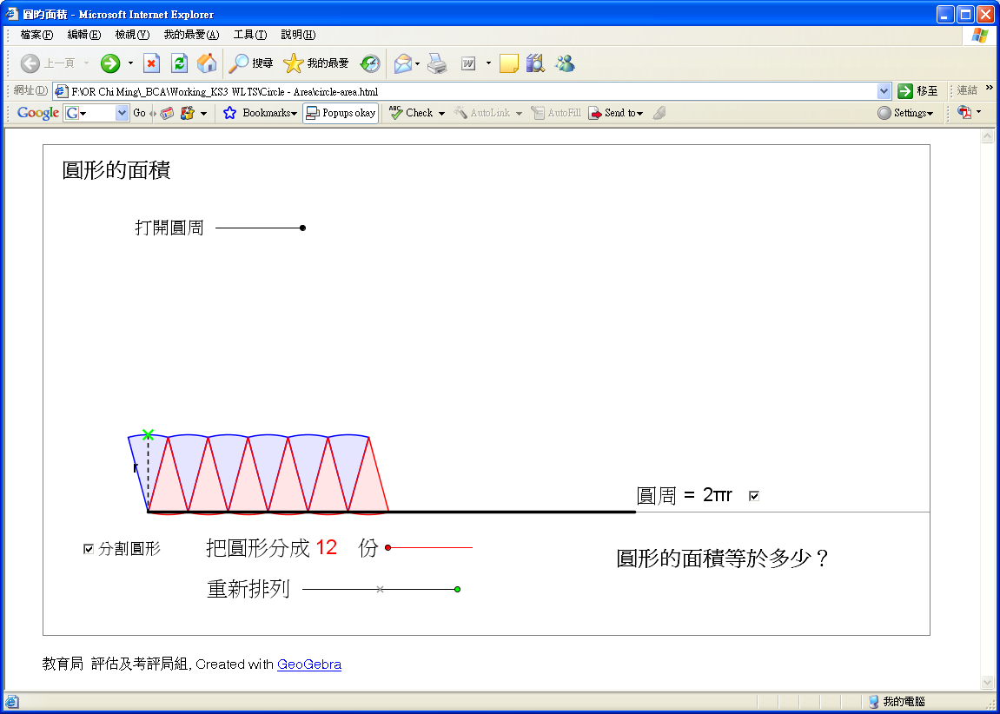 圓的面積 - Microsoft Internet Explorer
檔案(F) 編輯(E) 檢視(V) 我的最愛(A) 工具(T) 說明(H)
上一頁 搜尋 我的最愛
網址(D) F:\OR Chi Ming\_BCA\Working_KS3 WLTS\Circle - Area\circle-area.html 移至 連結 »
Google G Go Bookmarks Popups okay ABC Check AutoLink AutoFill Send to Settings
圓形的面積
打開圓周
r
圓周 = 2πr
分割圓形 把圓形分成 12 份
圓形的面積等於多少？
重新排列
教育局 評估及考評局組, Created with GeoGebra
我的電腦